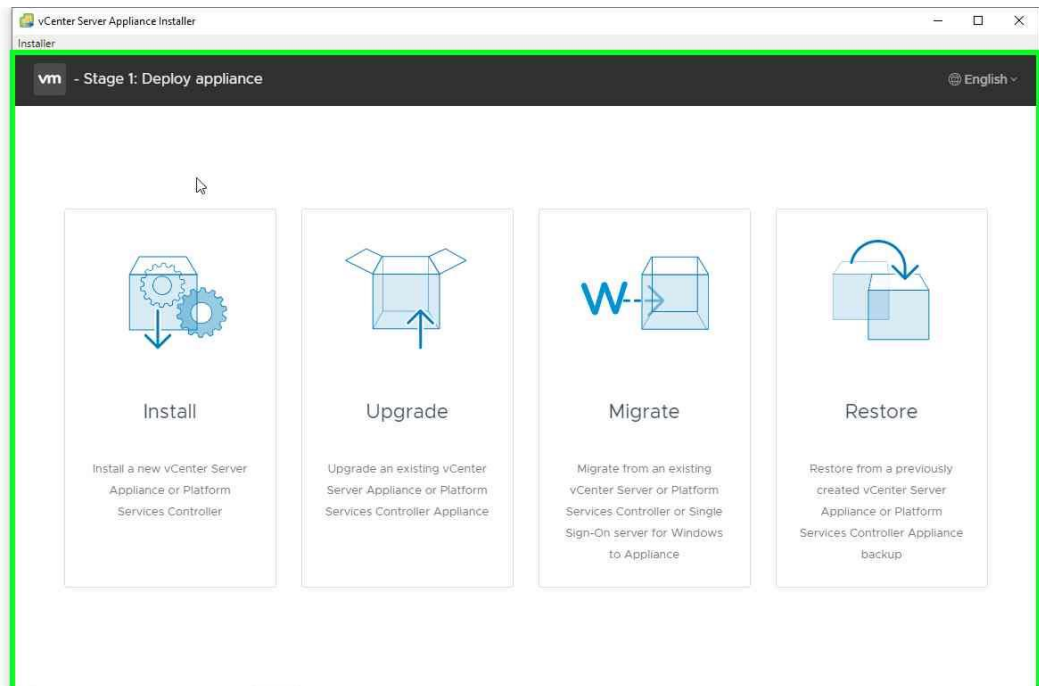 vCenter Server Appliance Installer
Installer
vm - Stage 1: Deploy appliance
English
W
Install
Install a new vCenter Server
Appliance or Platform
Services Controller
Upgrade
Upgrade an existing vCenter
Server Appliance or Platform
Services Controller Appliance
Migrate
Migrate from an existing
vCenter Server or Platform
Services Controller or Single
Sign-On server for Windows
to Appliance
Restore
Restore from a previously
created vCenter Server
Appliance or Platform
Services Controller Appliance
backup